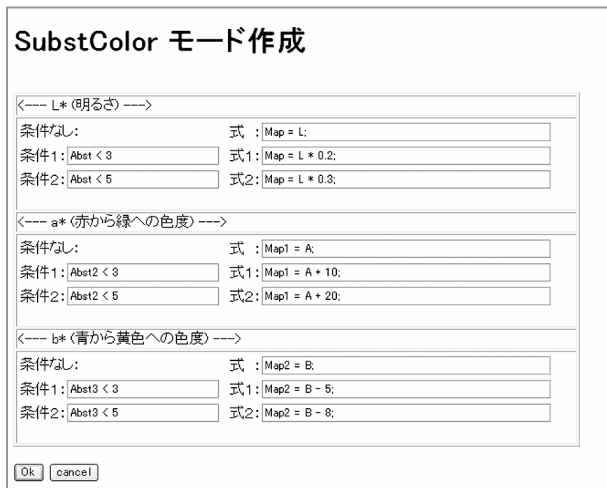 SubstColor モード作成
<--- L* (明るさ) --->
条件なし: 式 : Map = L;
条件1: Abst < 3 式1: Map = L * 0.2;
条件2: Abst < 5 式2: Map = L * 0.3;
<--- a* (赤から緑への色度) --->
条件なし: 式 : Map1 = A;
条件1: Abst2 < 3 式1: Map1 = A + 10;
条件2: Abst2 < 5 式2: Map1 = A + 20;
<--- b* (青から黄色への色度) --->
条件なし: 式 : Map2 = B;
条件1: Abst3 < 3 式1: Map2 = B - 5;
条件2: Abst3 < 5 式2: Map2 = B - 8;
Ok cancel